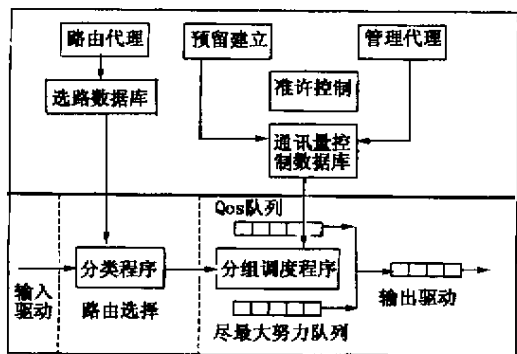 路由代理
预留建立
管理代理
选路数据库
准许控制
通讯量控
制数据库
Qos队列
分类程序
分组调度程序
输入
驱动
路由选择
尽最大努力队列
输出驱动